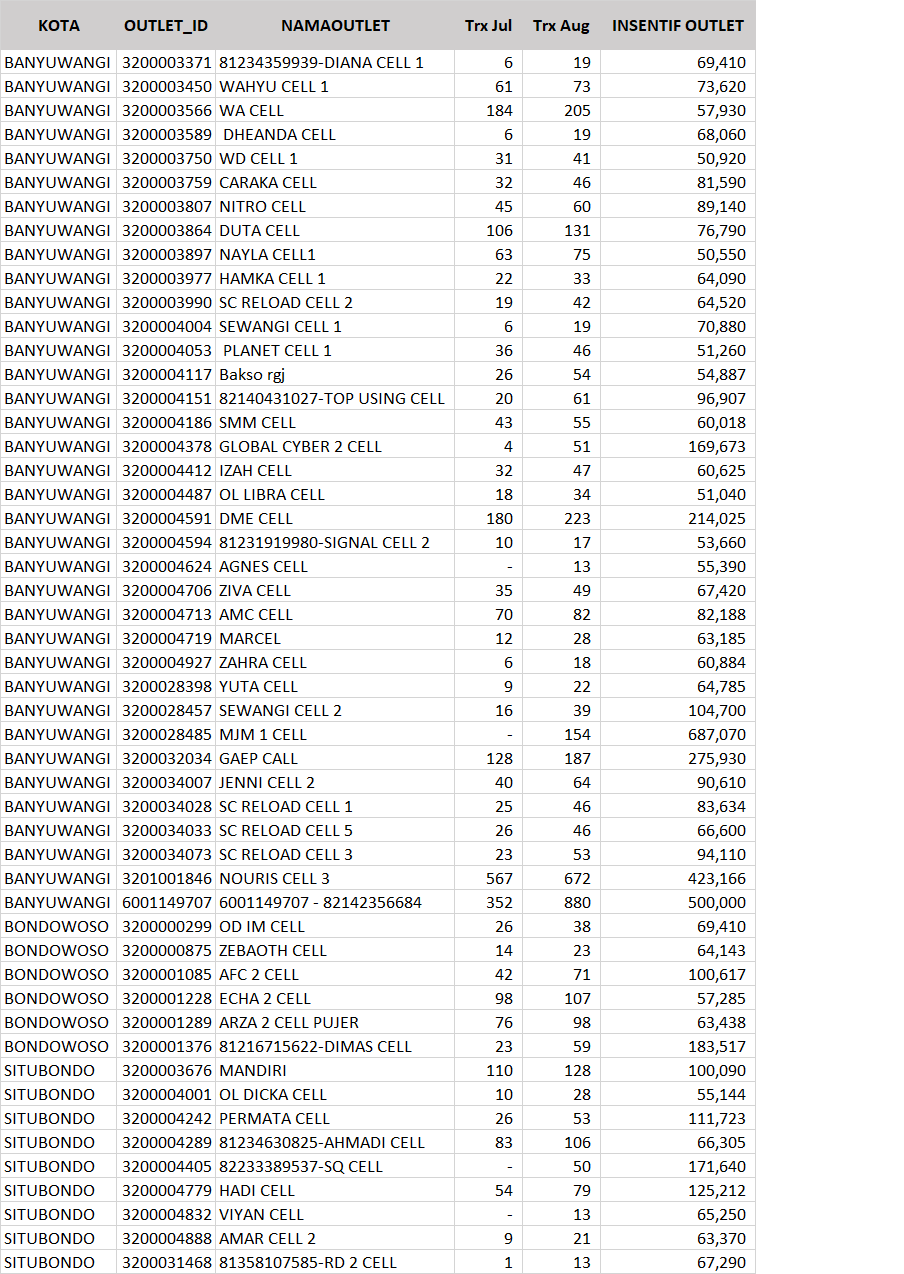 KOTA OUTLET_ID NAMAOUTLET Trx Jul Trx Aug INSENTIF OUTLET
BANYUWANGI 3200003371 81234359939-DIANA CELL 1 6 19 69,410
BANYUWANGI 3200003450 WAHYU CELL 1 61 73 73,620
BANYUWANGI 3200003566 WA CELL 184 205 57,930
BANYUWANGI 3200003589 DHEANDA CELL 6 19 68,060
BANYUWANGI 3200003750 WD CELL 1 31 41 50,920
BANYUWANGI 3200003759 CARAKA CELL 32 46 81,590
BANYUWANGI 3200003807 NITRO CELL 45 60 89,140
BANYUWANGI 3200003864 DUTA CELL 106 131 76,790
BANYUWANGI 3200003897 NAYLA CELL1 63 75 50,550
BANYUWANGI 3200003977 HAMKA CELL 1 22 33 64,090
BANYUWANGI 3200003990 SC RELOAD CELL 2 19 42 64,520
BANYUWANGI 3200004004 SEWANGI CELL 1 6 19 70,880
BANYUWANGI 3200004053 PLANET CELL 1 36 46 51,260
BANYUWANGI 3200004117 Bakso rgj 26 54 54,887
BANYUWANGI 3200004151 82140431027-TOP USING CELL 20 61 96,907
BANYUWANGI 3200004186 SMM CELL 43 55 60,018
BANYUWANGI 3200004378 GLOBAL CYBER 2 CELL 4 51 169,673
BANYUWANGI 3200004412 IZAH CELL 32 47 60,625
BANYUWANGI 3200004487 OL LIBRA CELL 18 34 51,040
BANYUWANGI 3200004591 DME CELL 180 223 214,025
BANYUWANGI 3200004594 81231919980-SIGNAL CELL 2 10 17 53,660
BANYUWANGI 3200004624 AGNES CELL - 13 55,390
BANYUWANGI 3200004706 ZIVA CELL 35 49 67,420
BANYUWANGI 3200004713 AMC CELL 70 82 82,188
BANYUWANGI 3200004719 MARCEL 12 28 63,185
BANYUWANGI 3200004927 ZAHRA CELL 6 18 60,884
BANYUWANGI 3200028398 YUTA CELL 9 22 64,785
BANYUWANGI 3200028457 SEWANGI CELL 2 16 39 104,700
BANYUWANGI 3200028485 MJM 1 CELL - 154 687,070
BANYUWANGI 3200032034 GAEP CALL 128 187 275,930
BANYUWANGI 3200034007 JENNI CELL 2 40 64 90,610
BANYUWANGI 3200034028 SC RELOAD CELL 1 25 46 83,634
BANYUWANGI 3200034033 SC RELOAD CELL 5 26 46 66,600
BANYUWANGI 3200034073 SC RELOAD CELL 3 23 53 94,110
BANYUWANGI 3201001846 NOURIS CELL 3 567 672 423,166
BANYUWANGI 6001149707 6001149707 - 82142356684 352 880 500,000
BONDOWOSO 3200000299 OD IM CELL 26 38 69,410
BONDOWOSO 3200000875 ZEBAOTH CELL 14 23 64,143
BONDOWOSO 3200001085 AFC 2 CELL 42 71 100,617
BONDOWOSO 3200001228 ECHA 2 CELL 98 107 57,285
BONDOWOSO 3200001289 ARZA 2 CELL PUJER 76 98 63,438
BONDOWOSO 3200001376 81216715622-DIMAS CELL 23 59 183,517
SITUBONDO 3200003676 MANDIRI 110 128 100,090
SITUBONDO 3200004001 OL DICKA CELL 10 28 55,144
SITUBONDO 3200004242 PERMATA CELL 26 53 111,723
SITUBONDO 3200004289 81234630825-AHMADI CELL 83 106 66,305
SITUBONDO 3200004405 82233389537-SQ CELL - 50 171,640
SITUBONDO 3200004779 HADI CELL 54 79 125,212
SITUBONDO 3200004832 VIYAN CELL - 13 65,250
SITUBONDO 3200004888 AMAR CELL 2 9 21 63,370
SITUBONDO 3200031468 81358107585-RD 2 CELL 1 13 67,290